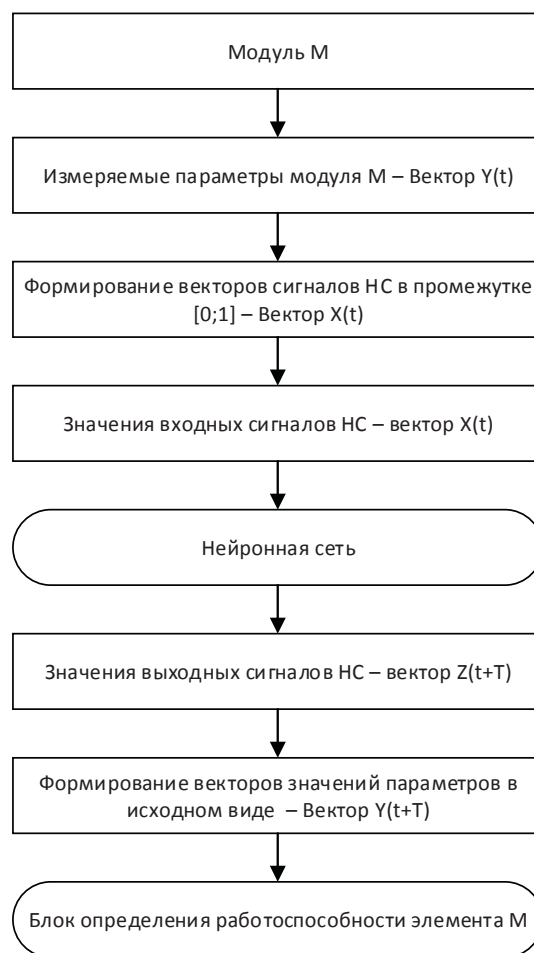 Модуль М
Измеряемые параметры модуля М – Вектор Y(t)
Формирование векторов сигналов НС в промежутке
[0;1] – Вектор X(t)
Значения входных сигналов НС – вектор X(t)
Нейронная сеть
Значения выходных сигналов НС – вектор Z(t+T)
Формирование векторов значений параметров в
исходном виде – Вектор Y(t+T)
Блок определения работоспособности элемента М